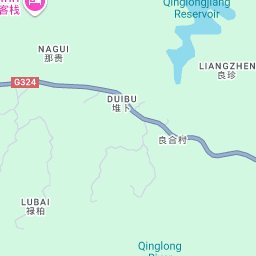 客栈
Qinglongjiang
Reservoir
NAGUI
那贵
LIANGZHEN
良珍
G324
DUIBU
堆卜
良合村
LUBAI
禄柏
Qinglong